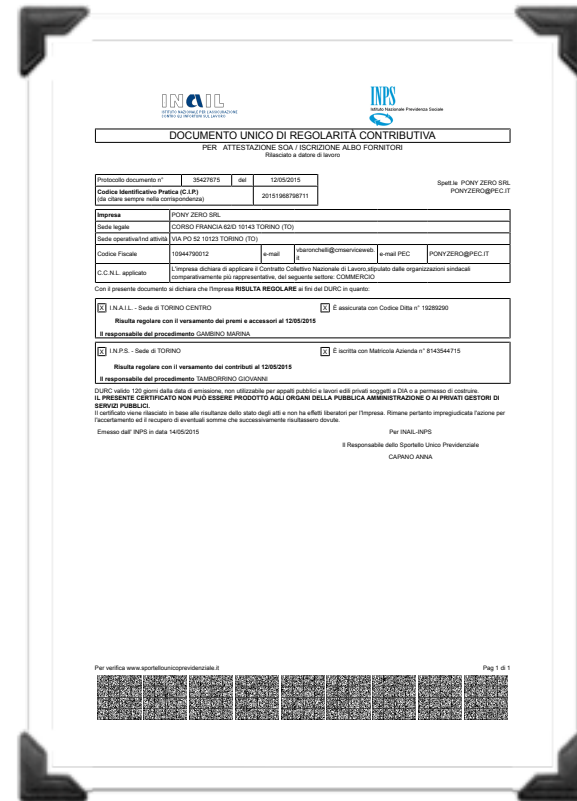 INAIL
ISTITUTO NAZIONALE PER L'ASSICURAZIONE
CONTRO GLI INFORTUNI SUL LAVORO
INPS
Istituto Nazionale Previdenza Sociale
DOCUMENTO UNICO DI REGOLARITÀ CONTRIBUTIVA
PER ATTESTAZIONE SOA / ISCRIZIONE ALBO FORNITORI
Rilasciato a datore di lavoro
Protocollo documento n° 35427675 del 12/05/2015
Codice Identificativo Pratica (C.I.P.)
(da citare sempre nella corrispondenza) 20151968798711
Spett.le PONY ZERO SRL
PONYZERO@PEC.IT
Impresa PONY ZERO SRL
Sede legale CORSO FRANCIA 62/D 10143 TORINO (TO)
Sede operativa/Ind attività VIA PO 52 10123 TORINO (TO)
Codice Fiscale 10944790012 e-mail vbaronchelli@cmserviceweb.
it e-mail PEC PONYZERO@PEC.IT
C.C.N.L. applicato L'impresa dichiara di applicare il Contratto Collettivo Nazionale di Lavoro,stipulato dalle organizzazioni sindacali
comparativamente più rappresentative, del seguente settore: COMMERCIO
Con il presente documento si dichiara che l'Impresa RISULTA REGOLARE ai fini del DURC in quanto:
X I.N.A.I.L. - Sede di TORINO CENTRO X È assicurata con Codice Ditta n° 19289290
Risulta regolare con il versamento dei premi e accessori al 12/05/2015
Il responsabile del procedimento GAMBINO MARINA
X I.N.P.S. - Sede di TORINO X È iscritta con Matricola Azienda n° 8143544715
Risulta regolare con il versamento dei contributi al 12/05/2015
Il responsabile del procedimento TAMBORRINO GIOVANNI
DURC valido 120 giorni dalla data di emissione, non utilizzabile per appalti pubblici e lavori edili privati soggetti a DIA o a permesso di costruire.
IL PRESENTE CERTIFICATO NON PUÒ ESSERE PRODOTTO AGLI ORGANI DELLA PUBBLICA AMMINISTRAZIONE O AI PRIVATI GESTORI DI
SERVIZI PUBBLICI.
Il certificato viene rilasciato in base alle risultanze dello stato degli atti e non ha effetti liberatori per l'Impresa. Rimane pertanto impregiudicata l'azione per
l'accertamento ed il recupero di eventuali somme che successivamente risultassero dovute.
Emesso dall' INPS in data 14/05/2015 Per INAIL-INPS
Il Responsabile dello Sportello Unico Previdenziale
CAPANO ANNA
Per verifica www.sportellounicoprevidenziale.it Pag 1 di 1